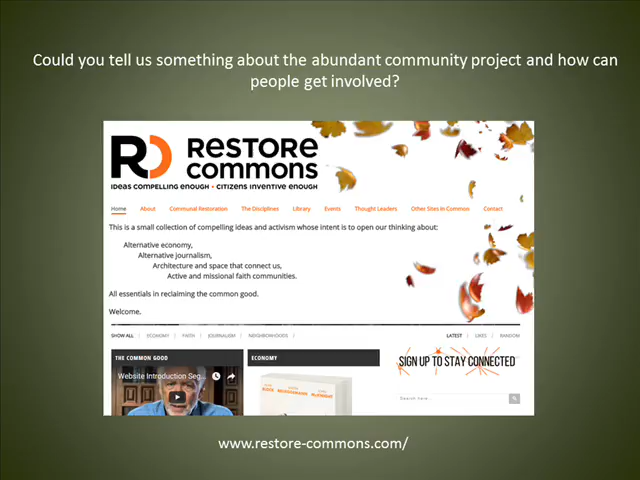 Could you tell us something about the abundant community project and how can
people get involved?
RESTORE
commons
IDEAS COMPELLING ENOUGH • CITIZENS INVENTIVE ENOUGH
Home About Communal Restoration The Disciplines Library Events Thought Leaders Other Sites In Common Contact
This is a small collection of compelling ideas and activism whose intent is to open our thinking about:
Alternative economy,
Alternative journalism,
Architecture and space that connect us,
Active and missional faith communities.
All essentials in reclaiming the common good.
Welcome.
SHOW ALL | ECONOMY | FAITH | JOURNALISM | NEIGHBORHOODS | LATEST | LIKES | RANDOM
THE COMMON GOOD ECONOMY
SIGN UP TO STAY CONNECTED
Website Introduction Seg...
Search here...
www.restore-commons.com/